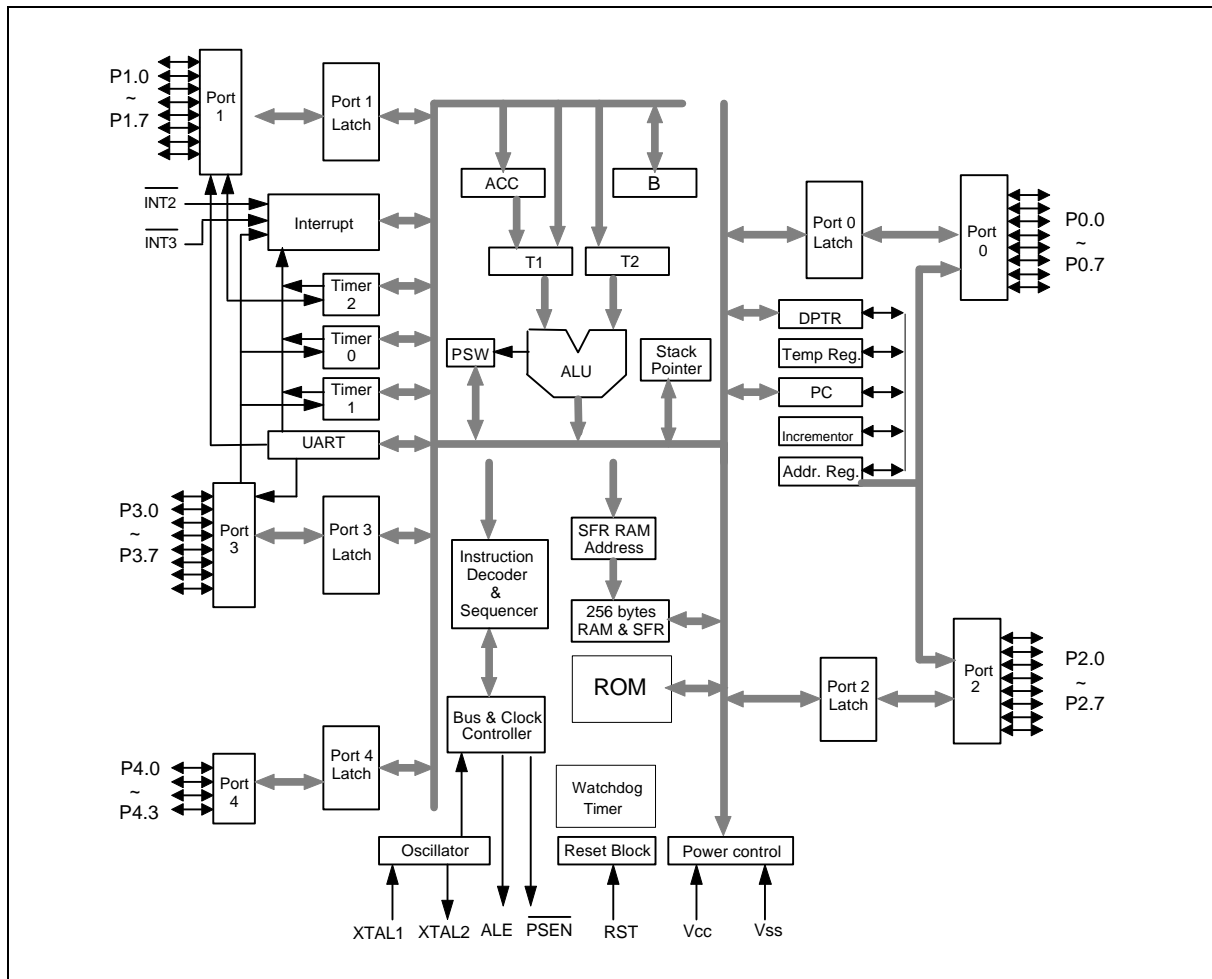 P1.0
~
P1.7
Port
1
Port 1
Latch
INT2
INT3
Interrupt
Timer
2
Timer
0
Timer
1
UART
P3.0
~
P3.7
Port
3
Port 3
Latch
P4.0
~
P4.3
Port
4
Port 4
Latch
ACC
B
T1
T2
PSW
ALU
Stack
Pointer
Instruction
Decoder
&
Sequencer
SFR RAM
Address
256 bytes
RAM & SFR
ROM
Bus & Clock
Controller
Watchdog
Timer
Oscillator
Reset Block
Power control
XTAL1
XTAL2
ALE
PSEN
RST
Vcc
Vss
Port 0
Latch
Port
0
P0.0
~
P0.7
DPTR
Temp Reg.
PC
Incrementor
Addr. Reg.
Port 2
Latch
Port
2
P2.0
~
P2.7